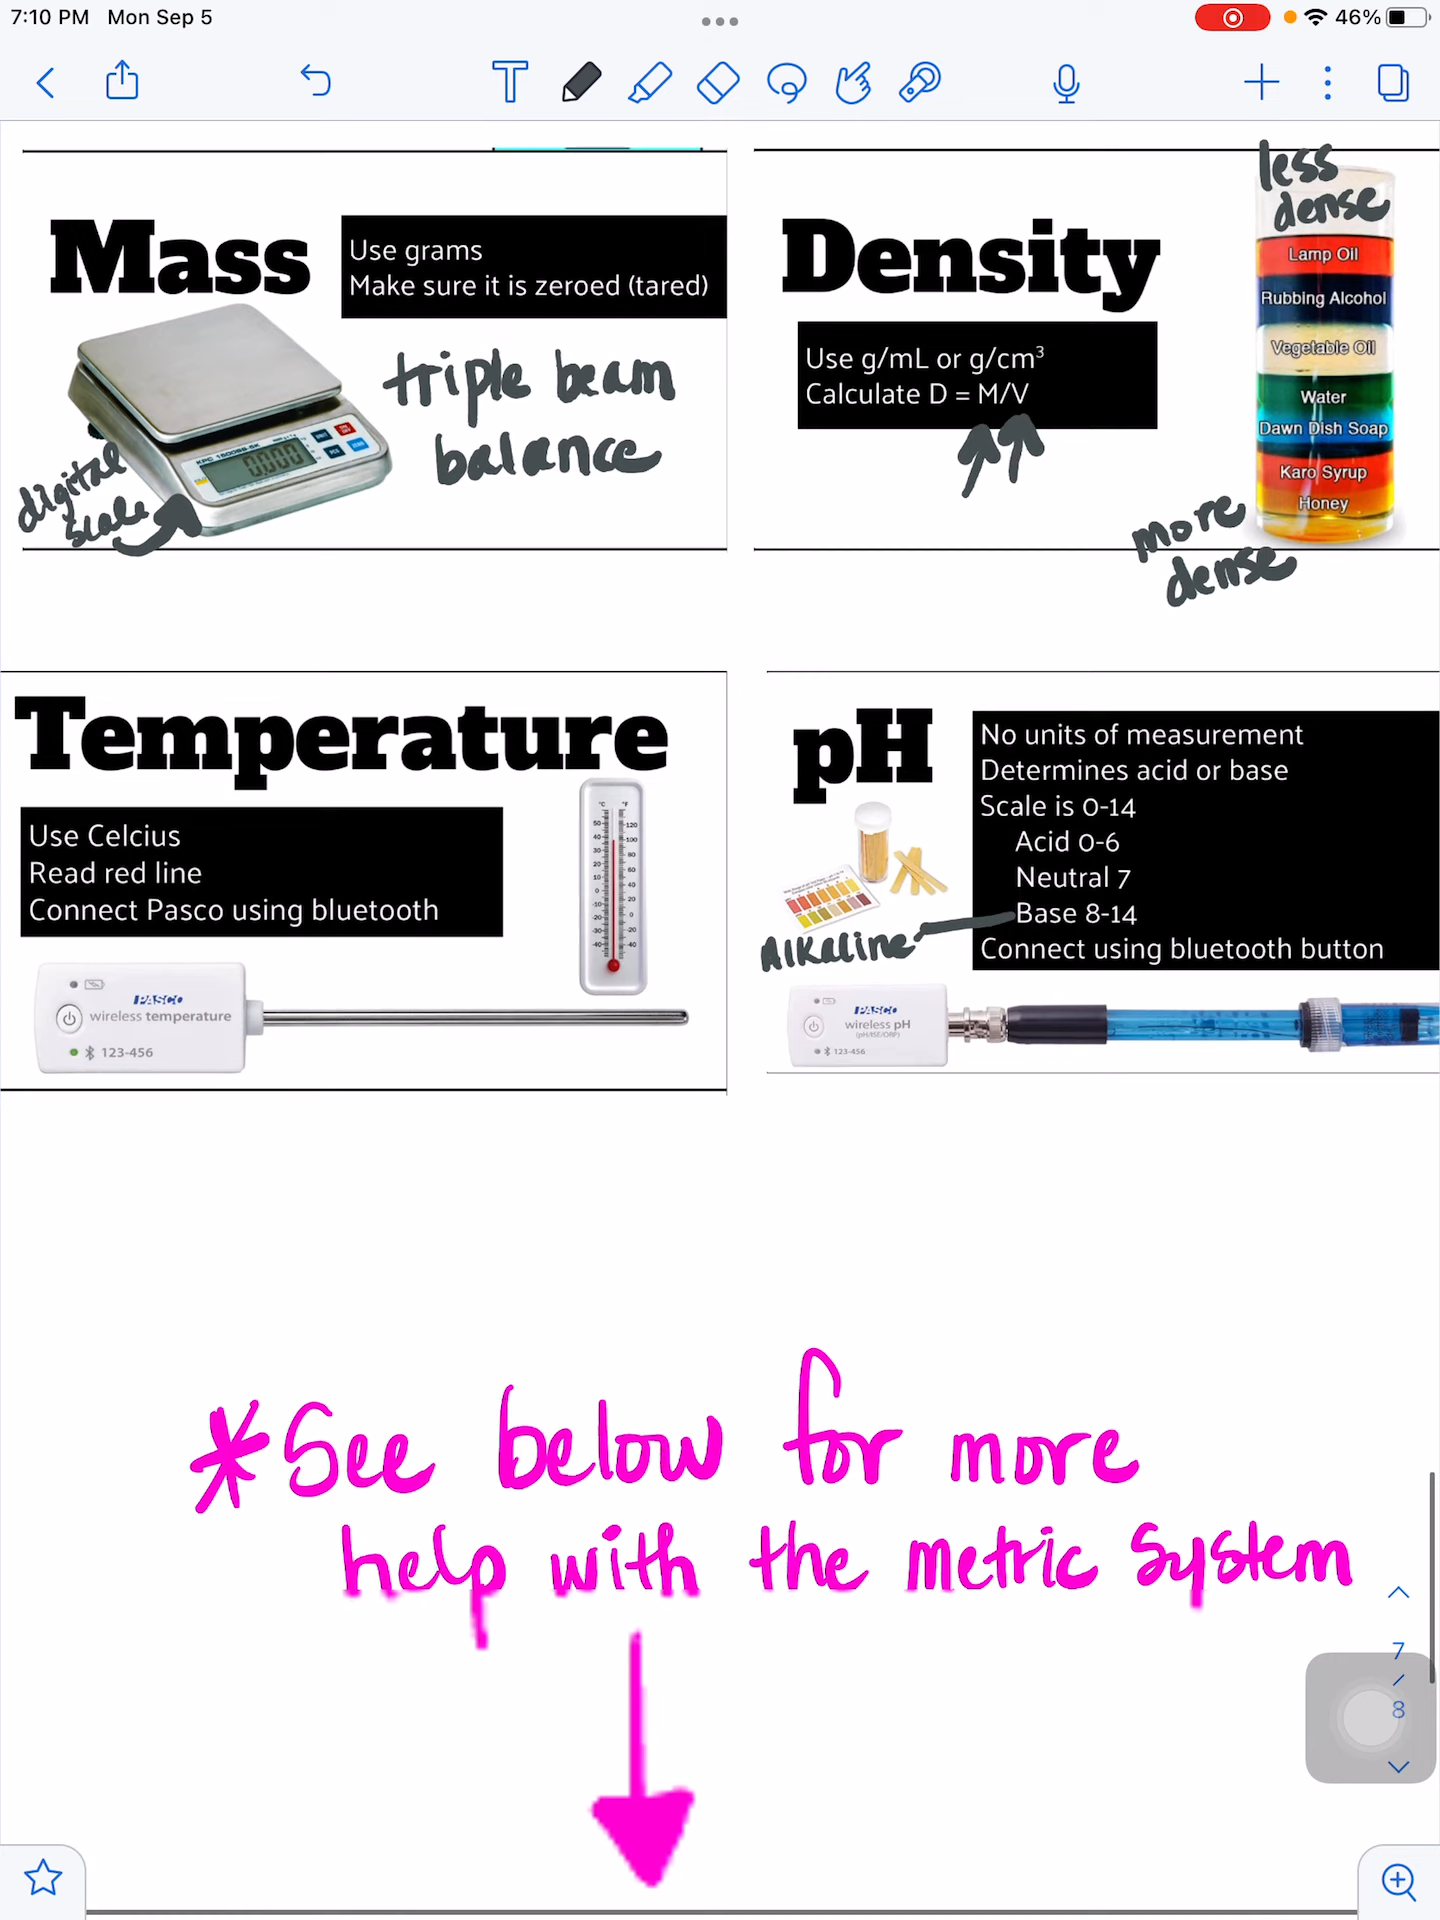 7:10 PM Mon Sep 5
46%
Mass
Use grams
Make sure it is zeroed (tared)
triple beam
balance
digital
scale
0.000
Density
Use g/mL or g/cm³
Calculate D = M/V
less
dense
Lamp Oil
Rubbing Alcohol
Vegetable Oil
Water
Dawn Dish Soap
Karo Syrup
Honey
more
dense
Temperature
Use Celcius
Read red line
Connect Pasco using bluetooth
°C °F
PASCO
wireless temperature
123-456
pH
No units of measurement
Determines acid or base
Scale is 0-14
Acid 0-6
Neutral 7
Base 8-14
Connect using bluetooth button
Alkaline
PASCO
wireless pH
(pH/ISE/ORP)
123-456
*See below for more
help with the metric system
7
/
8